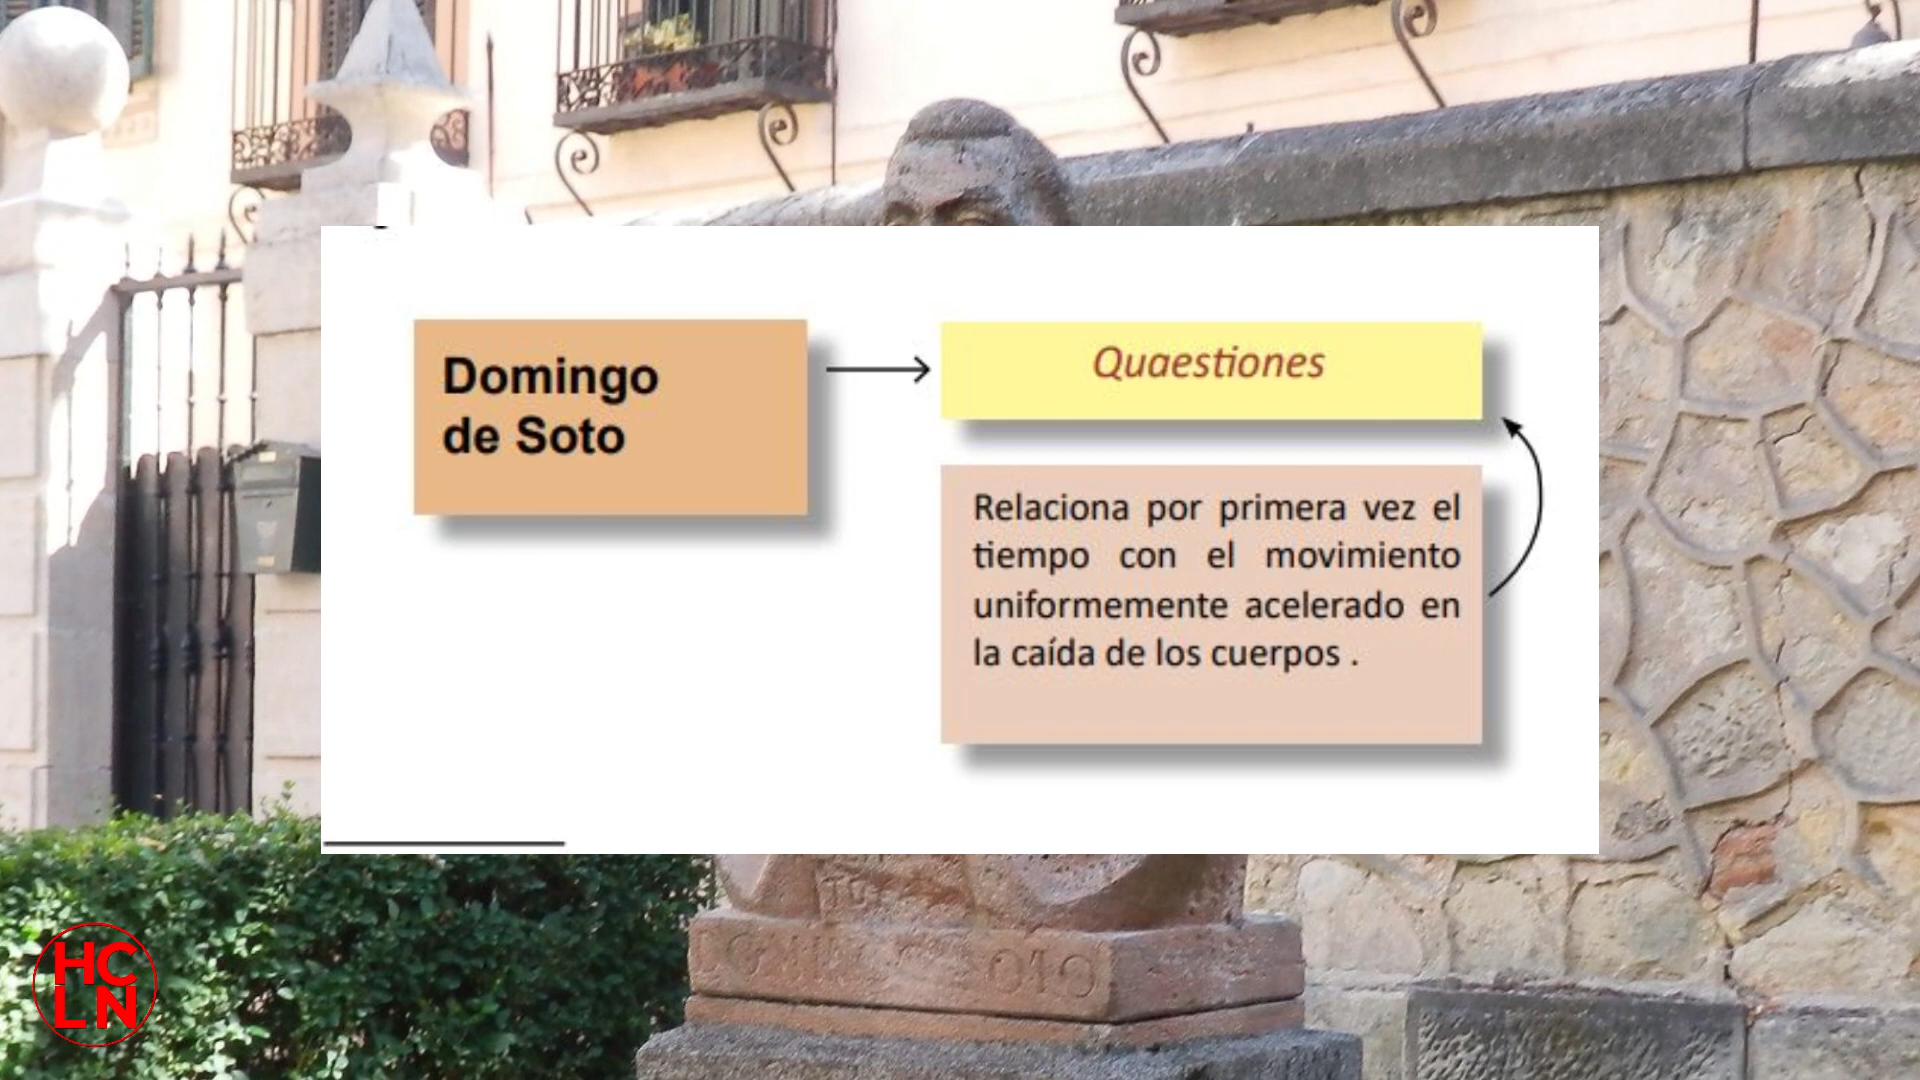 Domingo
de Soto
Quaestiones
Relaciona por primera vez el
tiempo con el movimiento
uniformemente acelerado en
la caída de los cuerpos .
HC
LN